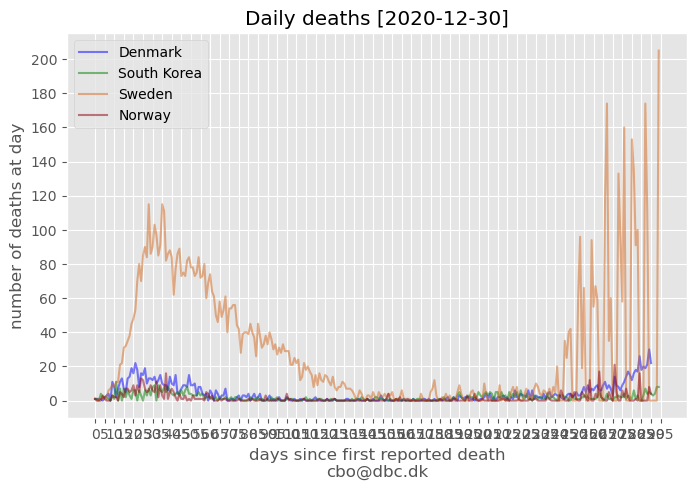 Daily deaths [2020-12-30]
Denmark
South Korea
Sweden
Norway
number of deaths at day
200
180
160
140
120
100
80
60
40
20
0
days since first reported death
cbo@dbc.dk